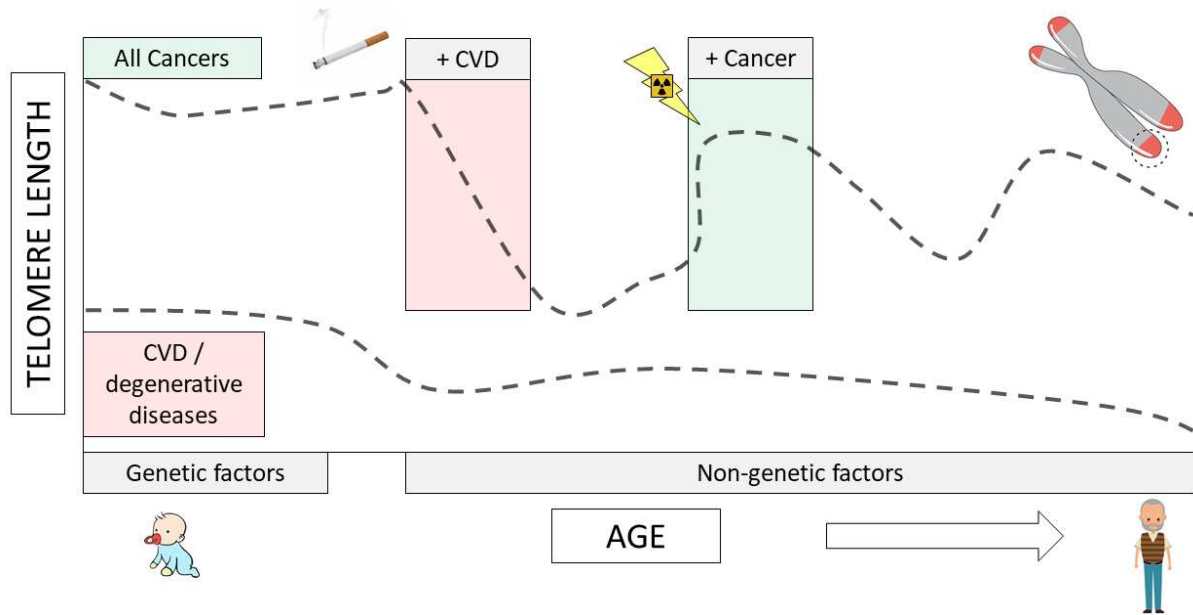 All Cancers
+ CVD
+ Cancer
TELOMERE LENGTH
CVD /
degenerative
diseases
Genetic factors
Non-genetic factors
AGE